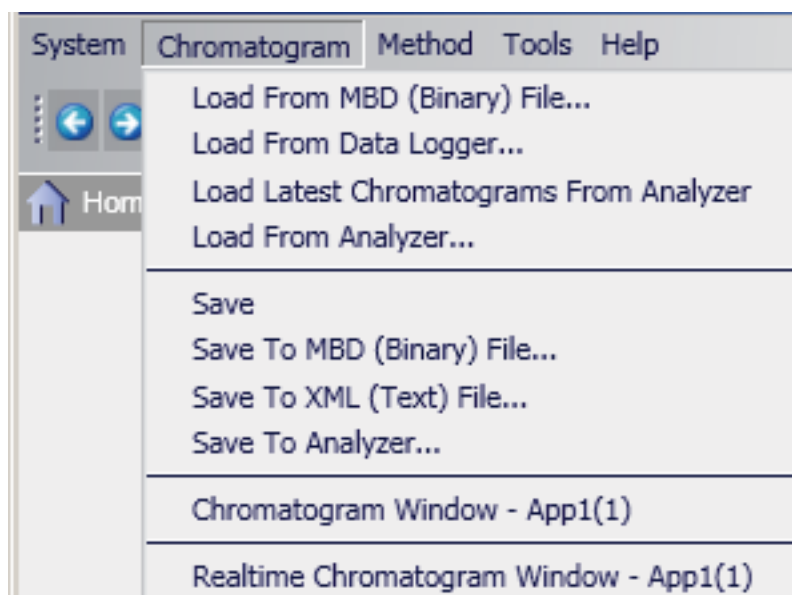 System Chromatogram Method Tools Help
Load From MBD (Binary) File...
Load From Data Logger...
Load Latest Chromatograms From Analyzer
Load From Analyzer...
Save
Save To MBD (Binary) File...
Save To XML (Text) File...
Save To Analyzer...
Chromatogram Window - App1(1)
Realtime Chromatogram Window - App1(1)